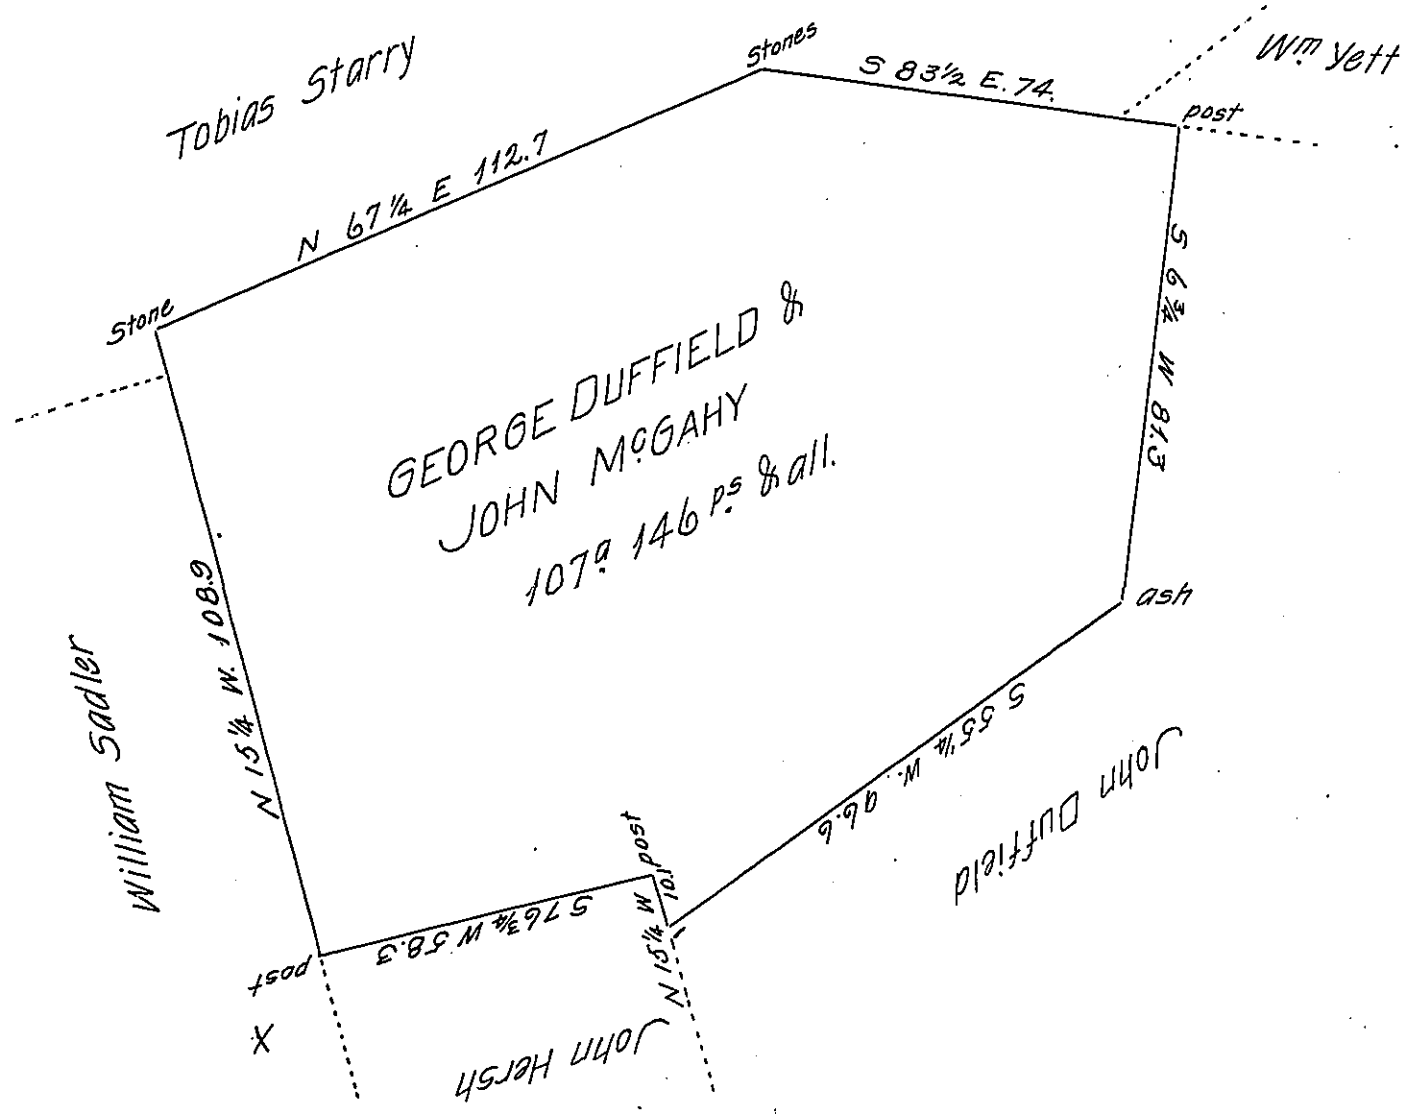 Tobias Starry
Stones
S 83½ E. 74.
Wm Yett
post
N 67¼ E 112.7
Stone
S 6¾ W 81.3
GEORGE DUFFIELD &
JOHN McGAHY
107a 146 ps & all.
N 15¼ W. 108.9
William Sadler
ash
S 55¼ W. 96.6
John Duffield
post
N 15¼ W 10.1
S 76¾ W 58.3
post
X
John Hersh